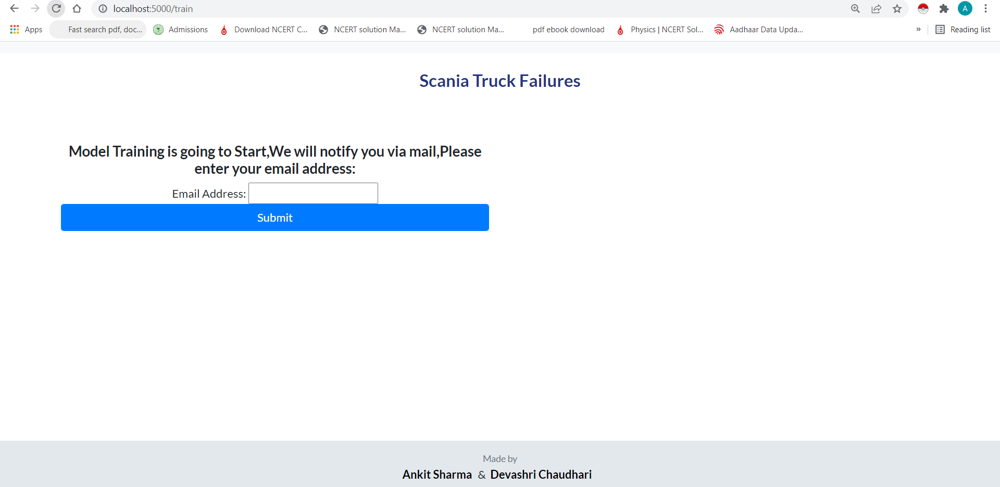 localhost:5000/train
A
Apps Fast search pdf, doc... Admissions Download NCERT C... NCERT solution Ma... NCERT solution Ma... pdf ebook download Physics | NCERT Sol... Aadhaar Data Upda... » Reading list
Scania Truck Failures
Model Training is going to Start,We will notify you via mail,Please
enter your email address:
Email Address:
Submit
Made by
Ankit Sharma & Devashri Chaudhari